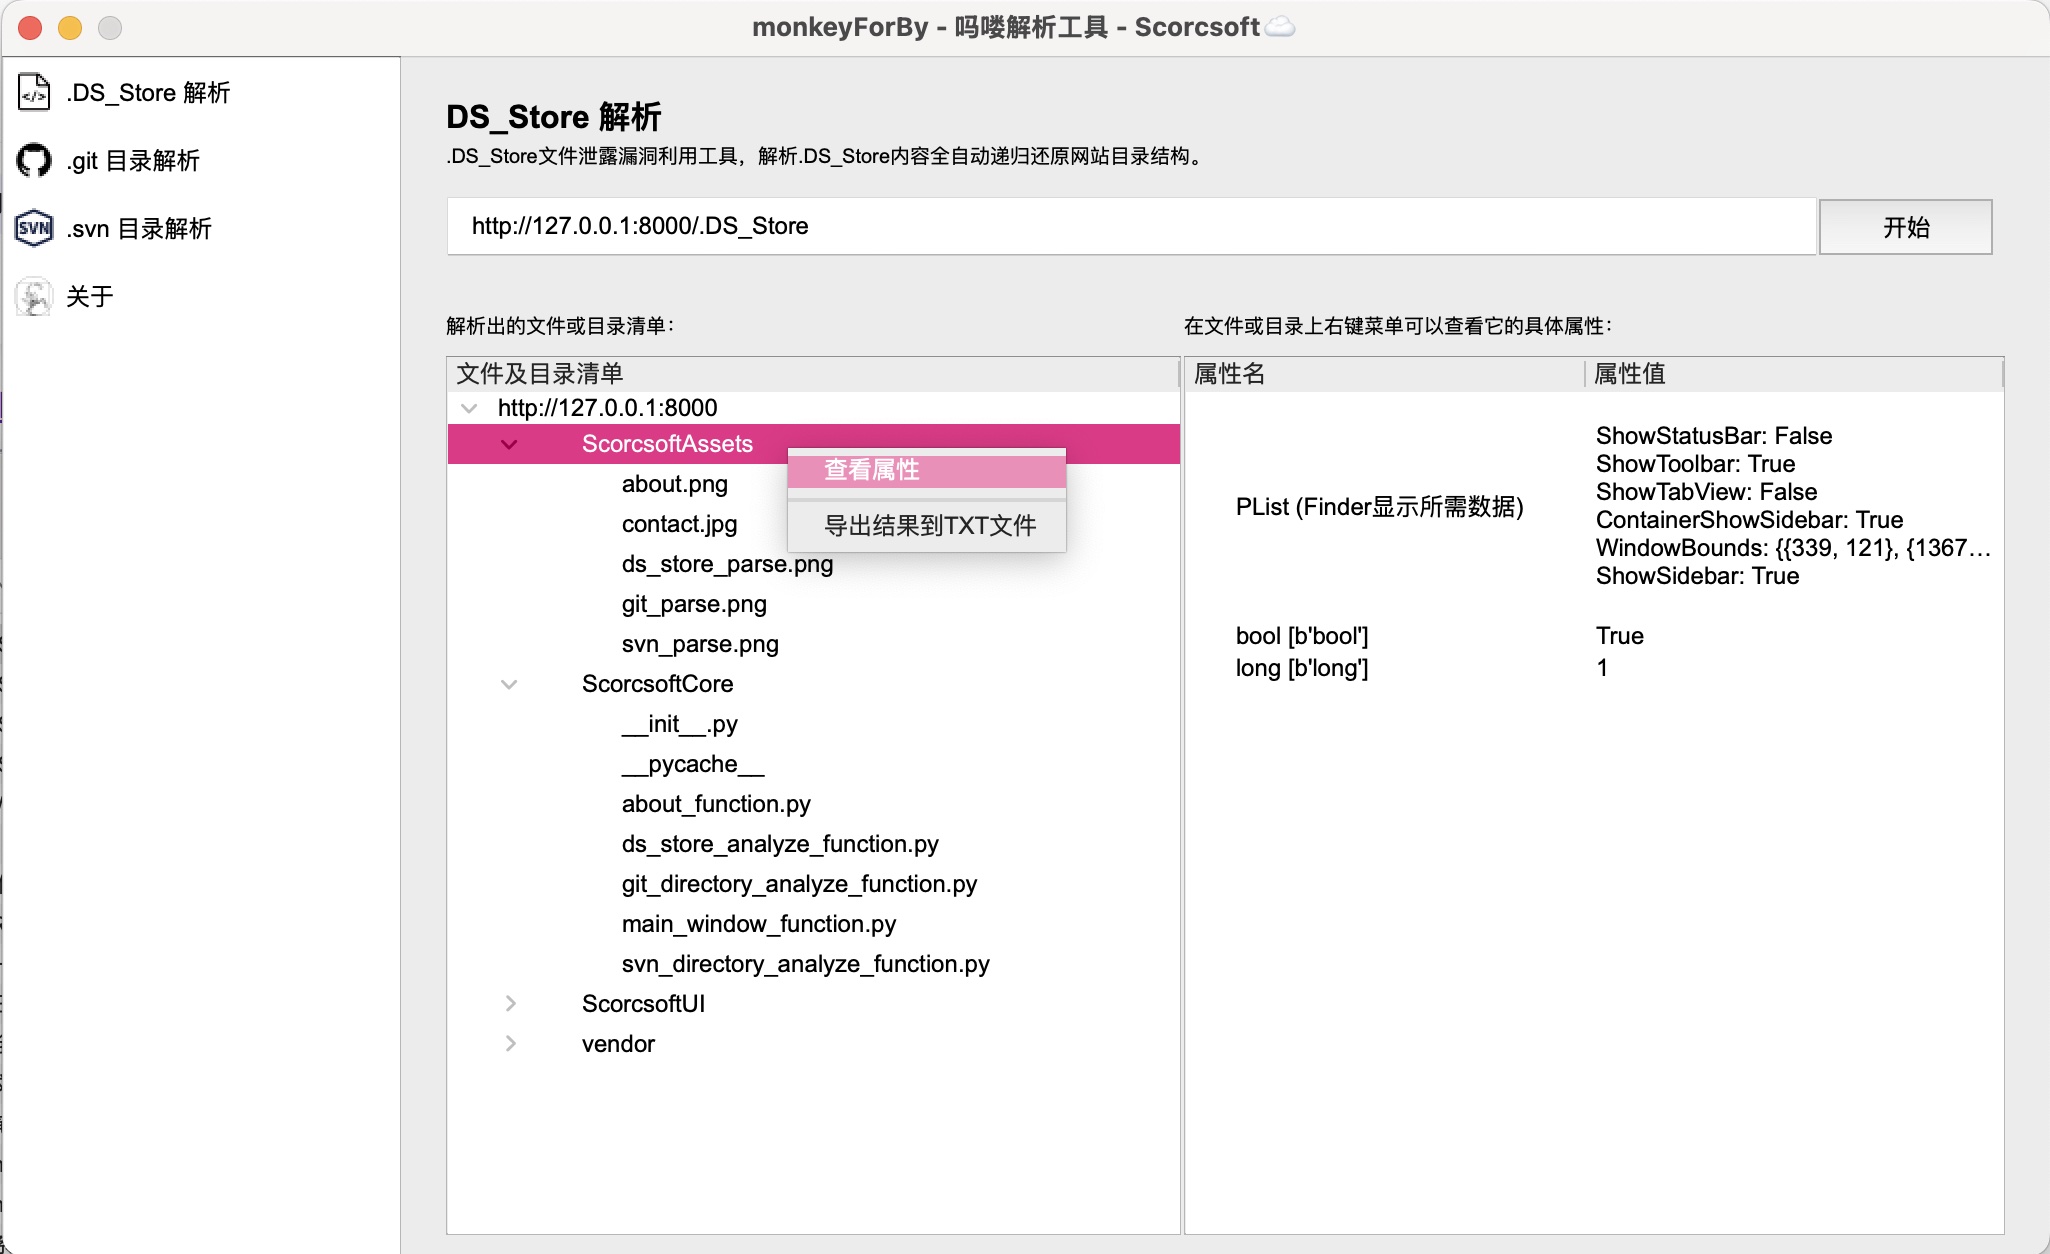 monkeyForBy - 吗喽解析工具 - Scorcsoft☁️
.DS_Store 解析
.git 目录解析
SVN .svn 目录解析
关于
DS_Store 解析
.DS_Store文件泄露漏洞利用工具，解析.DS_Store内容全自动递归还原网站目录结构。
http://127.0.0.1:8000/.DS_Store
开始
解析出的文件或目录清单：
文件及目录清单
http://127.0.0.1:8000
ScorcsoftAssets
about.png
contact.jpg
ds_store_parse.png
git_parse.png
svn_parse.png
ScorcsoftCore
__init__.py
__pycache__
about_function.py
ds_store_analyze_function.py
git_directory_analyze_function.py
main_window_function.py
svn_directory_analyze_function.py
ScorcsoftUI
vendor
查看属性
导出结果到TXT文件
在文件或目录上右键菜单可以查看它的具体属性：
属性名 属性值
PList (Finder显示所需数据)
ShowStatusBar: False
ShowToolbar: True
ShowTabView: False
ContainerShowSidebar: True
WindowBounds: {{339, 121}, {1367…
ShowSidebar: True
bool [b'bool'] True
long [b'long'] 1